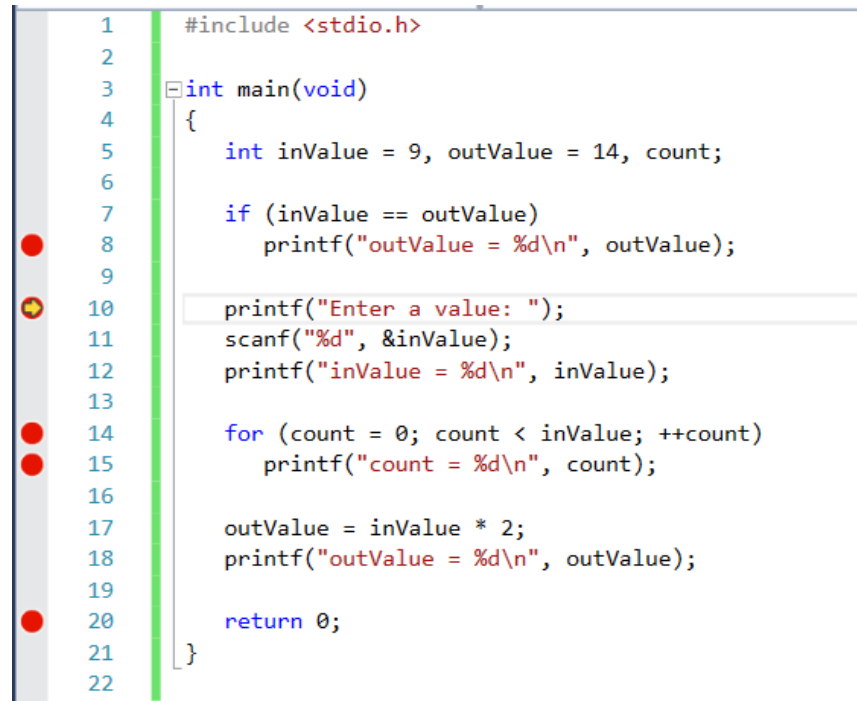 1 #include <stdio.h>
2
3 int main(void)
4 {
5 int inValue = 9, outValue = 14, count;
6
7 if (inValue == outValue)
8 printf("outValue = %d\n", outValue);
9
10 printf("Enter a value: ");
11 scanf("%d", &inValue);
12 printf("inValue = %d\n", inValue);
13
14 for (count = 0; count < inValue; ++count)
15 printf("count = %d\n", count);
16
17 outValue = inValue * 2;
18 printf("outValue = %d\n", outValue);
19
20 return 0;
21 }
22